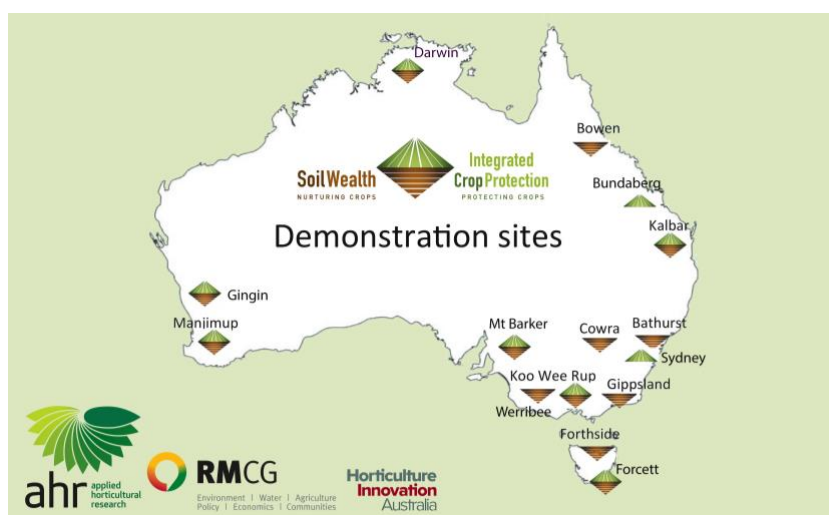 Darwin
Bowen
SoilWealth
NURTURING CROPS
Integrated
CropProtection
PROTECTING CROPS
Bundaberg
Kalbar
Demonstration sites
Gingin
Manjimup
Mt Barker
Cowra
Bathurst
Sydney
Koo Wee Rup
Gippsland
Werribee
Forthside
Forcett
ahr applied
horticultural
research
RMCG
Environment | Water | Agriculture
Policy | Economics | Communities
Horticulture
Innovation
Australia